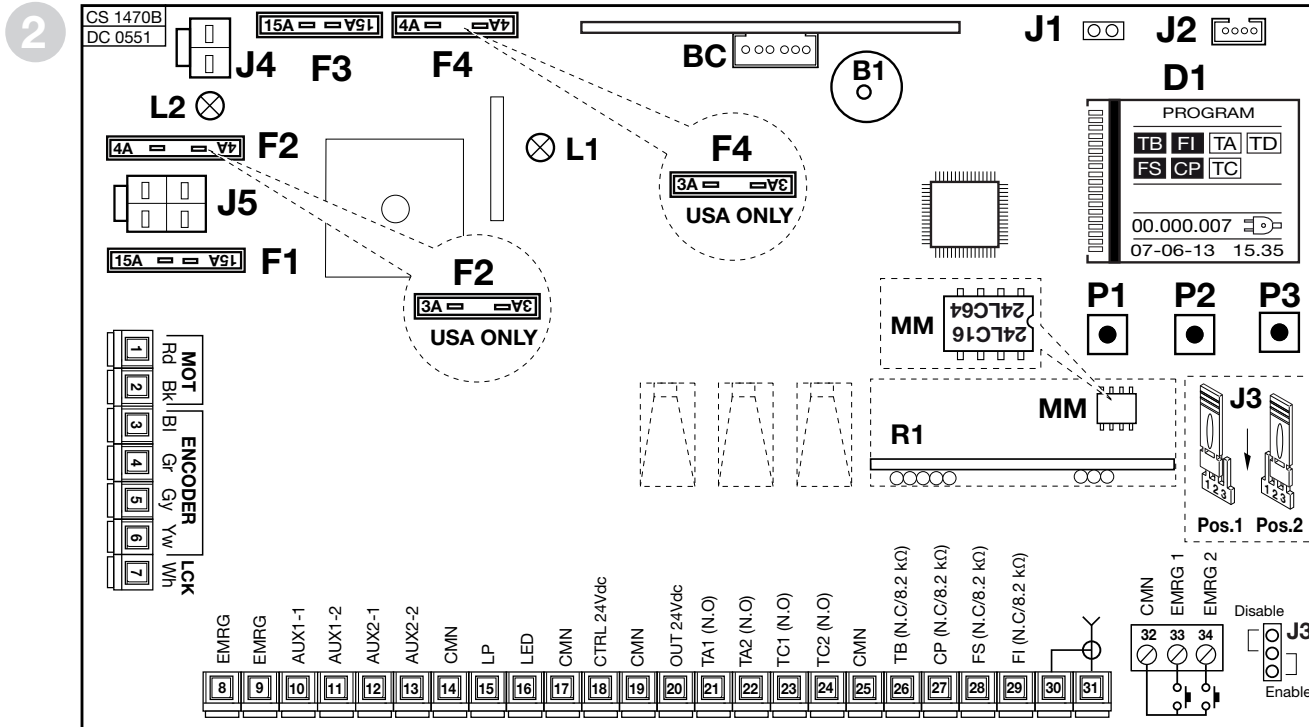 2
CS 1470B
DC 0551
J4
15A 15A
F3
4A 4A
F4
BC
B1
J1
J2
D1
PROGRAM
TB FI TA TD
FS CP TC
00.000.007
07-06-13 15.35
L2
4A 4A
F2
L1
F4
3A 3A
USA ONLY
J5
15A 15A
F1
F2
3A 3A
USA ONLY
P1
P2
P3
MM
24LC64
24LC16
MM
R1
J3
1 2 3
1 2 3
Pos.1 Pos.2
1 Rd
2 Bk
MOT
3 Bl
4 Gr
5 Gy
6 Yw
ENCODER
7 Wh
LCK
EMRG
EMRG
AUX1-1
AUX1-2
AUX2-1
AUX2-2
CMN
LP
LED
CMN
CTRL 24Vdc
CMN
OUT 24Vdc
TA1 (N.O)
TA2 (N.O)
TC1 (N.O)
TC2 (N.O)
CMN
TB (N.C/8.2 kΩ)
CP (N.C/8.2 kΩ)
FS (N.C/8.2 kΩ)
FI (N.C/8.2 kΩ)
8 9 10 11 12 13 14 15 16 17 18 19 20 21 22 23 24 25 26 27 28 29 30 31
CMN
EMRG 1
EMRG 2
32 33 34
Disable
J3
Enable